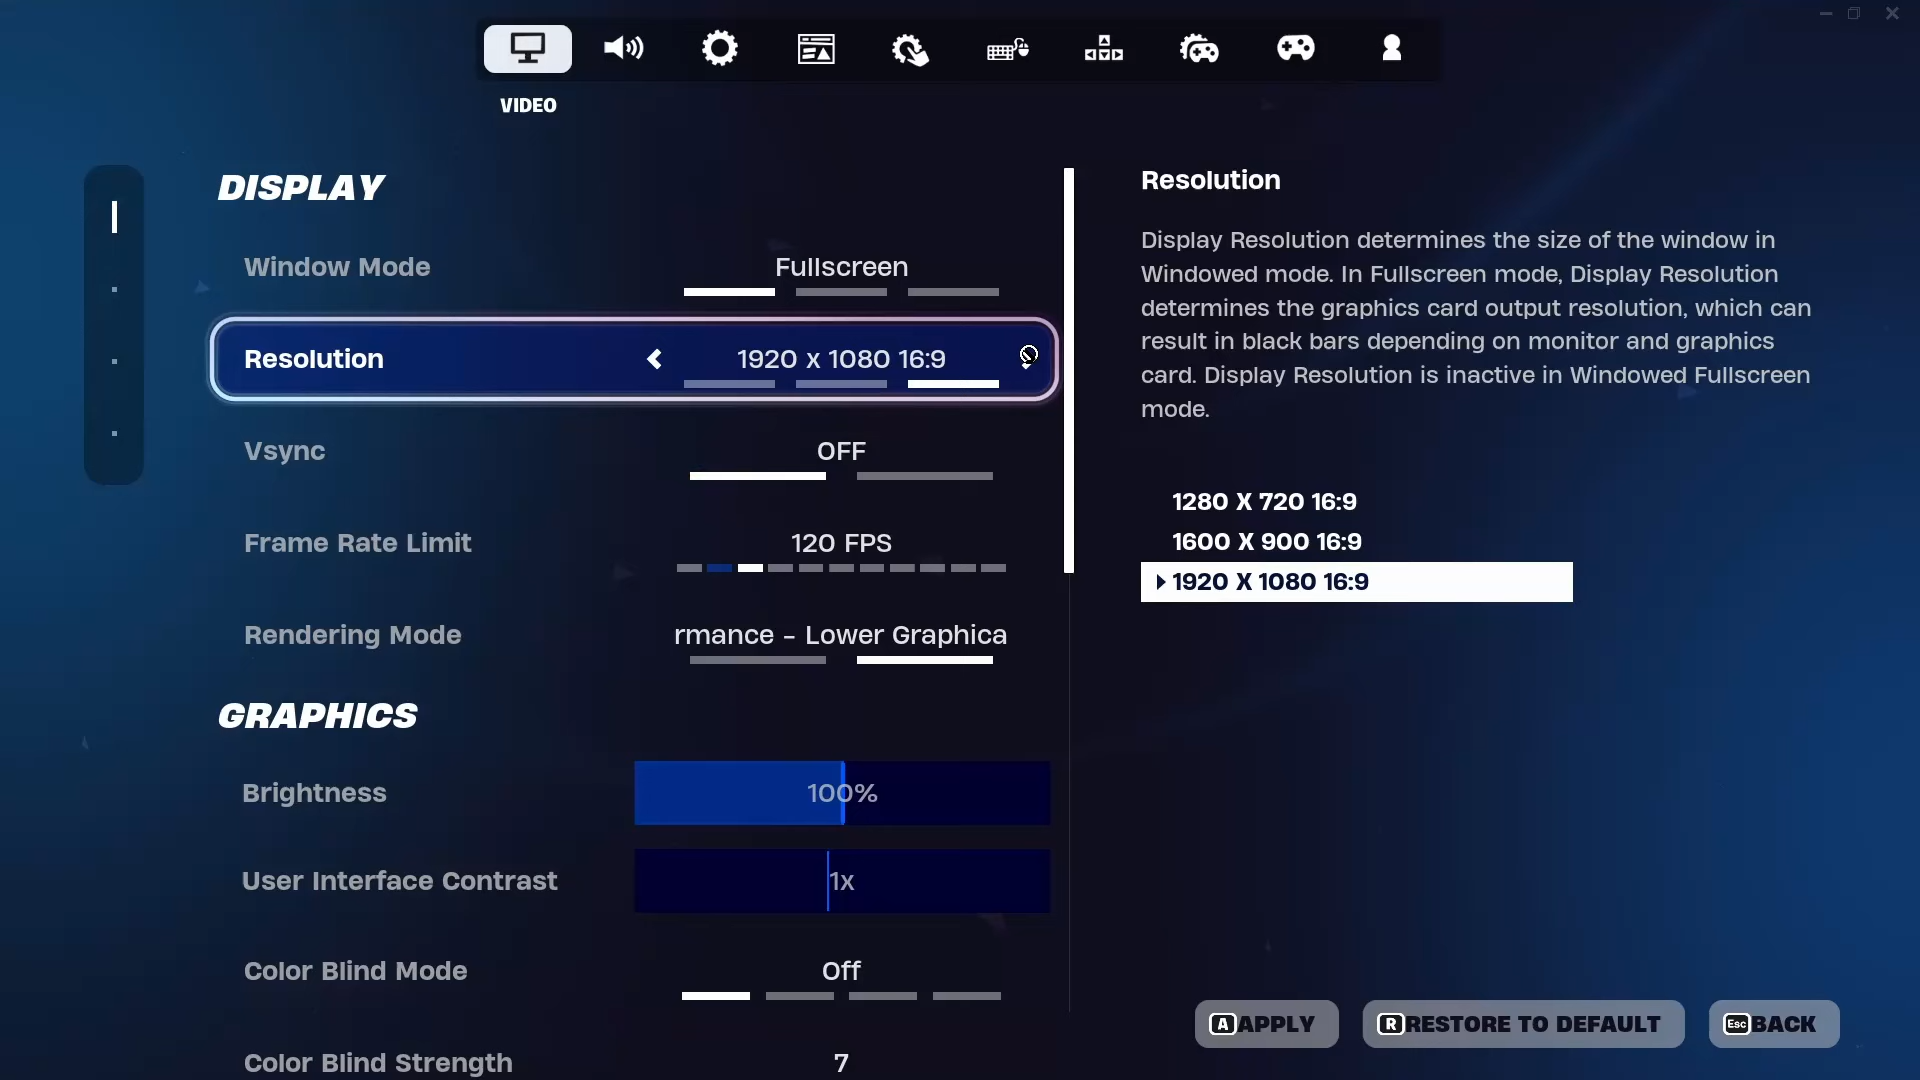 VIDEO
DISPLAY
Window Mode
Fullscreen
Resolution
1920 x 1080 16:9
Vsync
OFF
Frame Rate Limit
120 FPS
Rendering Mode
rmance - Lower Graphica
GRAPHICS
Brightness
100%
User Interface Contrast
1x
Color Blind Mode
Off
Color Blind Strength
7
Resolution
Display Resolution determines the size of the window in
Windowed mode. In Fullscreen mode, Display Resolution
determines the graphics card output resolution, which can
result in black bars depending on monitor and graphics
card. Display Resolution is inactive in Windowed Fullscreen
mode.
1280 X 720 16:9
1600 X 900 16:9
1920 X 1080 16:9
A APPLY
R RESTORE TO DEFAULT
Esc BACK